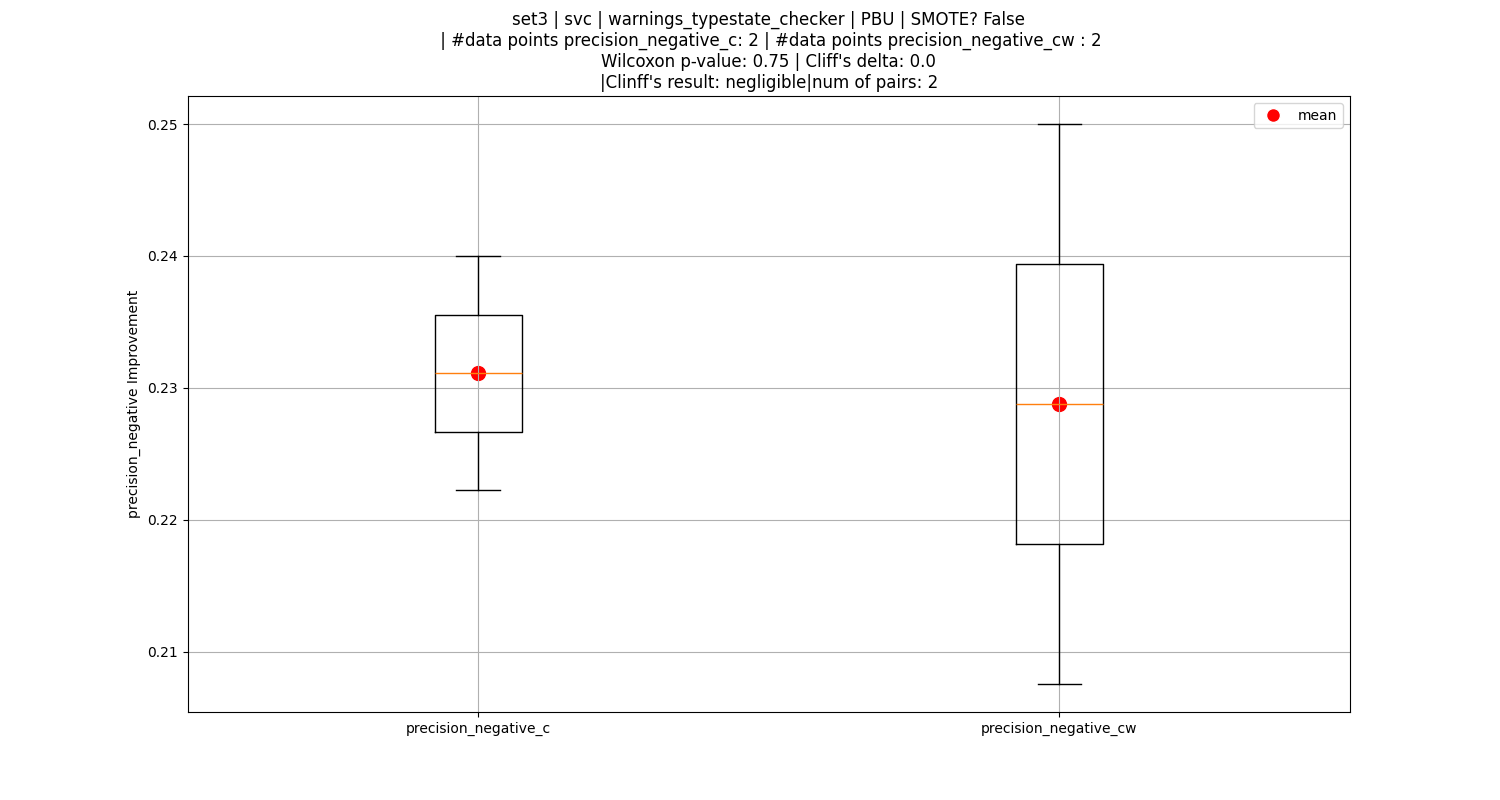 set3 | svc | warnings_typestate_checker | PBU | SMOTE? False
| #data points precision_negative_c: 2 | #data points precision_negative_cw : 2
Wilcoxon p-value: 0.75 | Cliff's delta: 0.0
|Clinff's result: negligible|num of pairs: 2
mean
0.25
0.24
0.23
0.22
0.21
precision_negative Improvement
precision_negative_c
precision_negative_cw